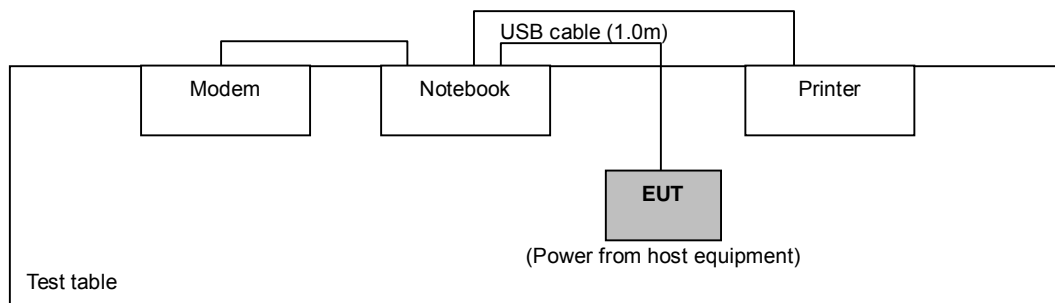 USB cable (1.0m)
Modem
Notebook
Printer
EUT
(Power from host equipment)
Test table